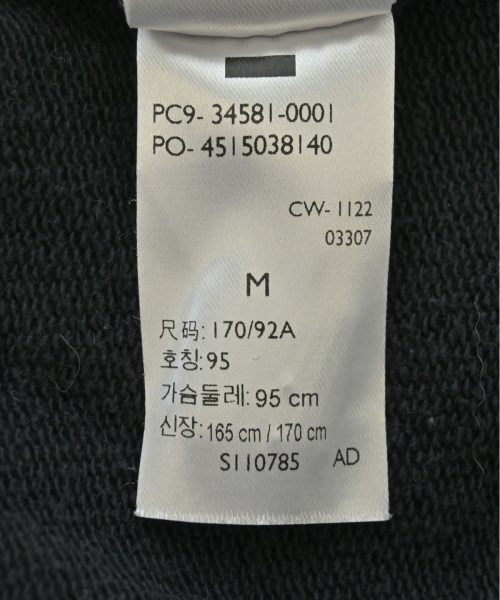 PC9- 34581-0001
PO- 4515038140
CW- 1122
03307
M
尺码: 170/92A
호칭: 95
가슴둘레: 95 cm
신장: 165 cm / 170 cm
S110785 AD